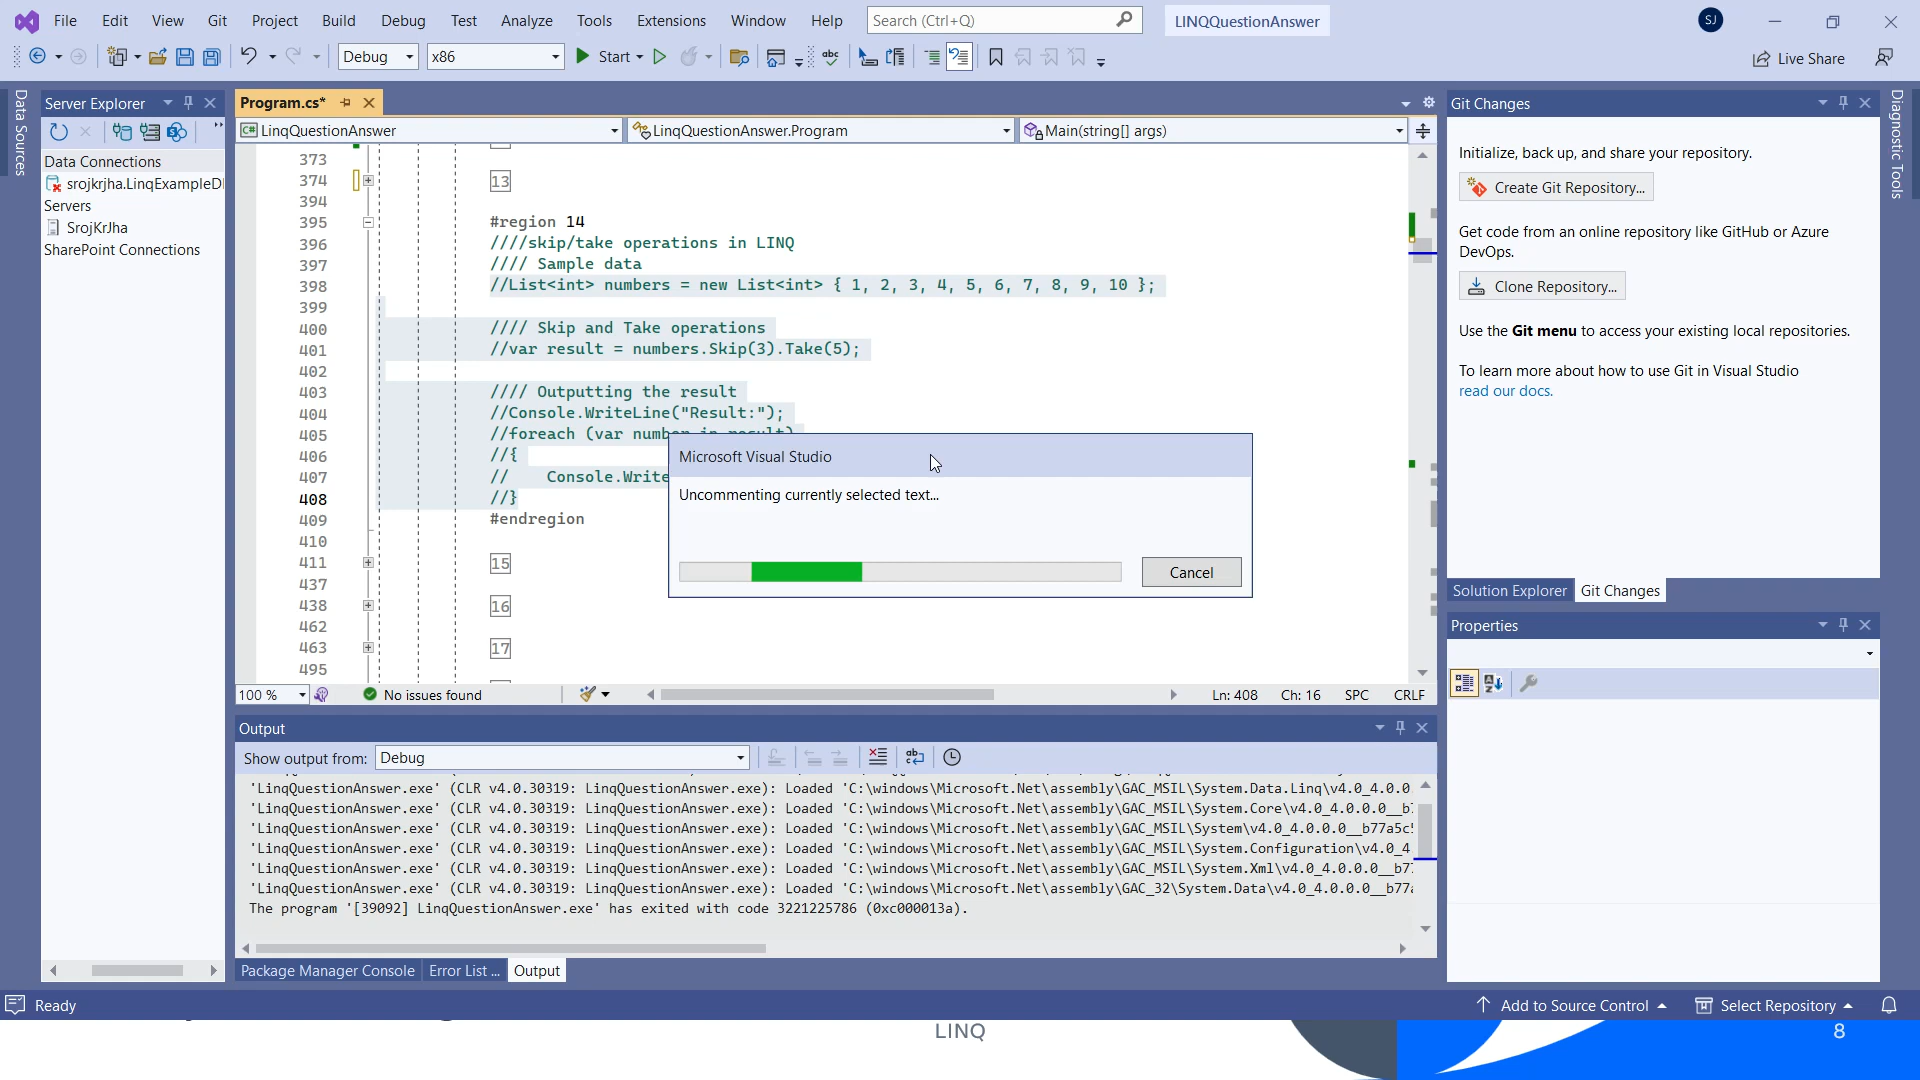 File Edit View Git Project Build Debug Test Analyze Tools Extensions Window Help Search (Ctrl+Q) LINQQuestionAnswer SJ
Debug x86 Start Live Share
Data Sources
Server Explorer
Data Connections
srojkrjha.LinqExampleD
Servers
SrojKrJha
SharePoint Connections
Program.cs*
LinqQuestionAnswer LinqQuestionAnswer.Program Main(string[] args)
373
374 13
394
395 #region 14
396 ////skip/take operations in LINQ
397 //// Sample data
398 //List<int> numbers = new List<int> { 1, 2, 3, 4, 5, 6, 7, 8, 9, 10 };
399
400 //// Skip and Take operations
401 //var result = numbers.Skip(3).Take(5);
402
403 //// Outputting the result
404 //Console.WriteLine("Result:");
405 //foreach (var number in result)
406 //{
407 // Console.Write
408 //}
409 #endregion
410
411 15
437
438 16
462
463 17
495
Microsoft Visual Studio
Uncommenting currently selected text...
Cancel
100 % No issues found Ln: 408 Ch: 16 SPC CRLF
Output
Show output from: Debug
'LinqQuestionAnswer.exe' (CLR v4.0.30319: LinqQuestionAnswer.exe): Loaded 'C:\windows\Microsoft.Net\assembly\GAC_MSIL\System.Data.Linq\v4.0_4.0.0
'LinqQuestionAnswer.exe' (CLR v4.0.30319: LinqQuestionAnswer.exe): Loaded 'C:\windows\Microsoft.Net\assembly\GAC_MSIL\System.Core\v4.0_4.0.0.0__b
'LinqQuestionAnswer.exe' (CLR v4.0.30319: LinqQuestionAnswer.exe): Loaded 'C:\windows\Microsoft.Net\assembly\GAC_MSIL\System\v4.0_4.0.0.0__b77a5c
'LinqQuestionAnswer.exe' (CLR v4.0.30319: LinqQuestionAnswer.exe): Loaded 'C:\windows\Microsoft.Net\assembly\GAC_MSIL\System.Configuration\v4.0_4
'LinqQuestionAnswer.exe' (CLR v4.0.30319: LinqQuestionAnswer.exe): Loaded 'C:\windows\Microsoft.Net\assembly\GAC_MSIL\System.Xml\v4.0_4.0.0.0__b7
'LinqQuestionAnswer.exe' (CLR v4.0.30319: LinqQuestionAnswer.exe): Loaded 'C:\windows\Microsoft.Net\assembly\GAC_32\System.Data\v4.0_4.0.0.0__b77
The program '[39092] LinqQuestionAnswer.exe' has exited with code 3221225786 (0xc000013a).
Package Manager Console Error List ... Output
Git Changes
Initialize, back up, and share your repository.
Create Git Repository...
Get code from an online repository like GitHub or Azure
DevOps.
Clone Repository...
Use the Git menu to access your existing local repositories.
To learn more about how to use Git in Visual Studio
read our docs.
Solution Explorer Git Changes
Properties
Diagnostic Tools
Ready Add to Source Control Select Repository
LINQ 8